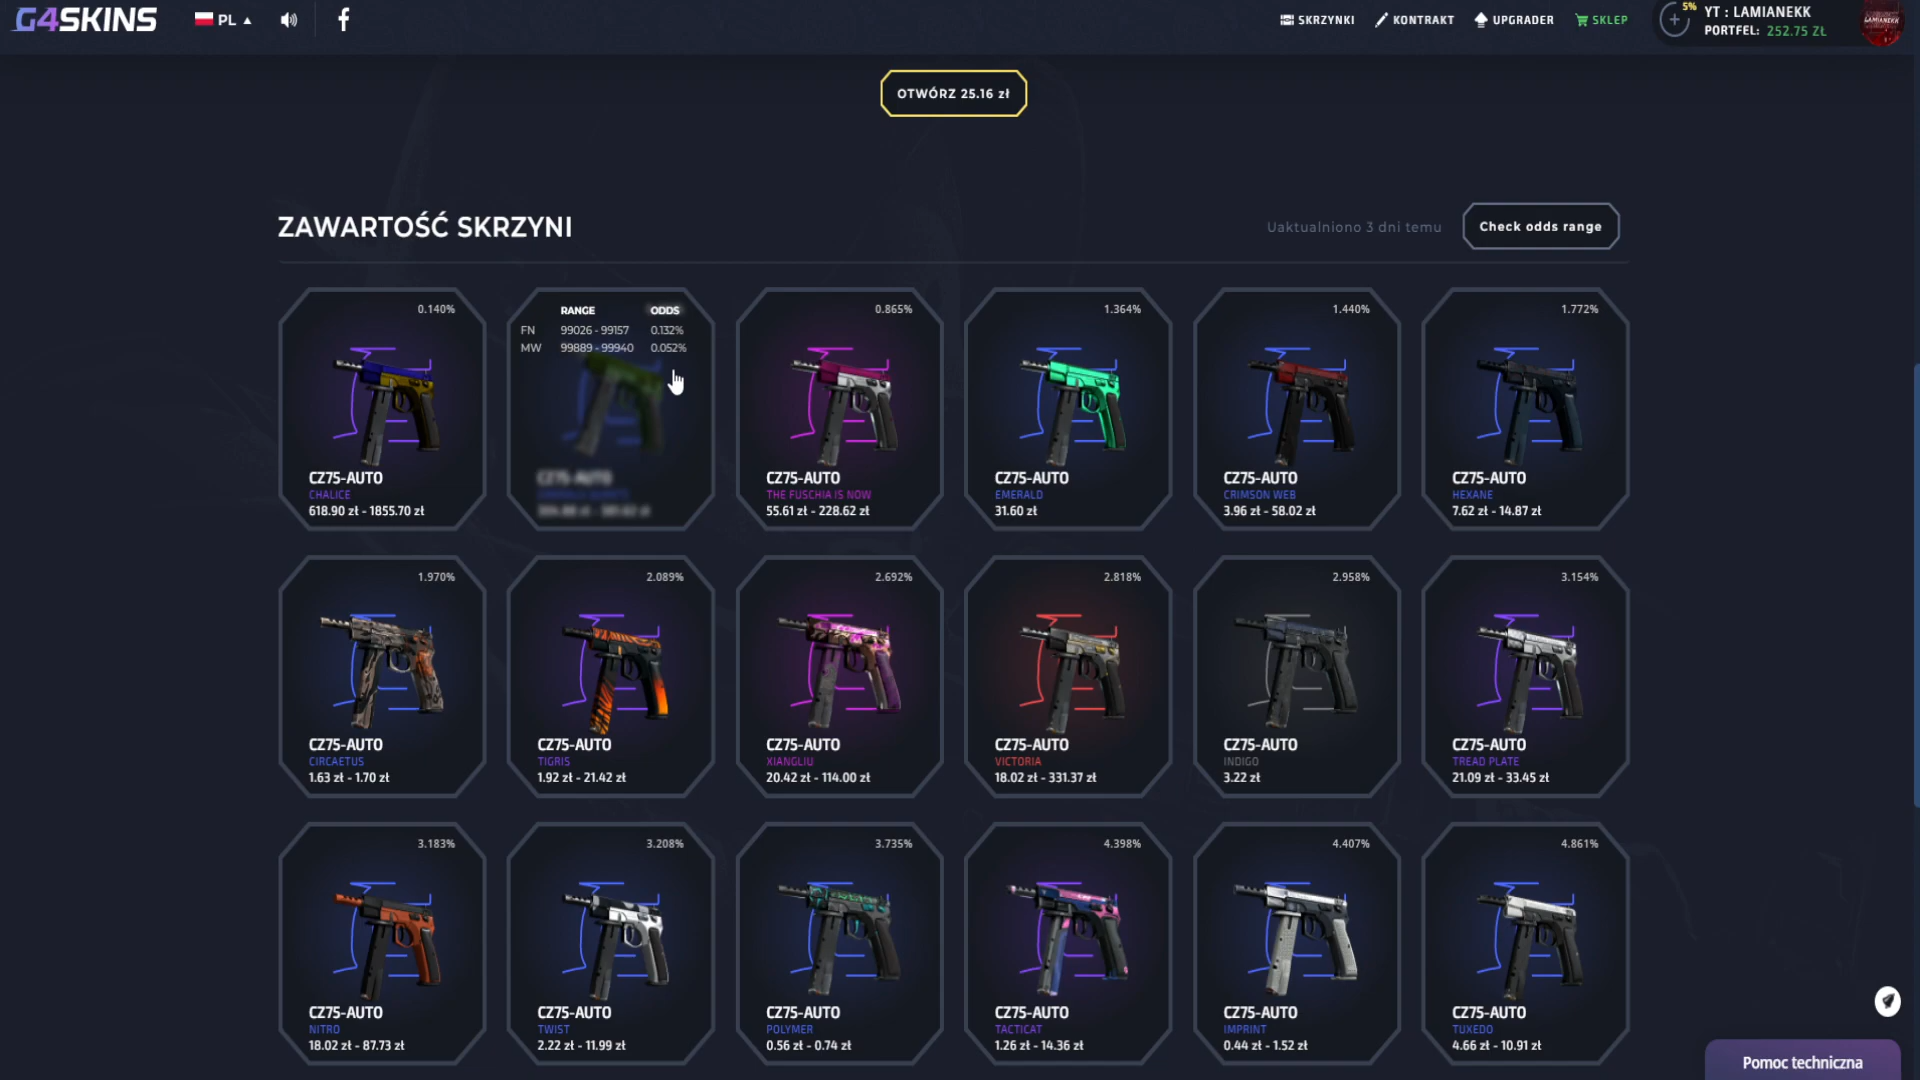 G4SKINS
PL
SKRZYNKI
KONTRAKT
UPGRADER
SKLEP
5%
YT : LAMIANEKK
PORTFEL: 252.75 ZŁ
LAMIANEKK
OTWÓRZ 25.16 zł
ZAWARTOŚĆ SKRZYNI
Uaktualniono 3 dni temu
Check odds range
0.140%
CZ75-AUTO
CHALICE
618.90 zł - 1855.70 zł
RANGE ODDS
FN 99026 - 99157 0.132%
MW 99889 - 99940 0.052%
CZ75-AUTO
0.865%
CZ75-AUTO
THE FUSCHIA IS NOW
55.61 zł - 228.62 zł
1.364%
CZ75-AUTO
EMERALD
31.60 zł
1.440%
CZ75-AUTO
CRIMSON WEB
3.96 zł - 58.02 zł
1.772%
CZ75-AUTO
HEXANE
7.62 zł - 14.87 zł
1.970%
CZ75-AUTO
CIRCAETUS
1.63 zł - 1.70 zł
2.089%
CZ75-AUTO
TIGRIS
1.92 zł - 21.42 zł
2.692%
CZ75-AUTO
XIANGLIU
20.42 zł - 114.00 zł
2.818%
CZ75-AUTO
VICTORIA
18.02 zł - 331.37 zł
2.958%
CZ75-AUTO
INDIGO
3.22 zł
3.154%
CZ75-AUTO
TREAD PLATE
21.09 zł - 33.45 zł
3.183%
CZ75-AUTO
NITRO
18.02 zł - 87.73 zł
3.208%
CZ75-AUTO
TWIST
2.22 zł - 11.99 zł
3.735%
CZ75-AUTO
POLYMER
0.56 zł - 0.74 zł
4.398%
CZ75-AUTO
TACTICAT
1.26 zł - 14.36 zł
4.407%
CZ75-AUTO
IMPRINT
0.44 zł - 1.52 zł
4.861%
CZ75-AUTO
TUXEDO
4.66 zł - 10.91 zł
Pomoc techniczna